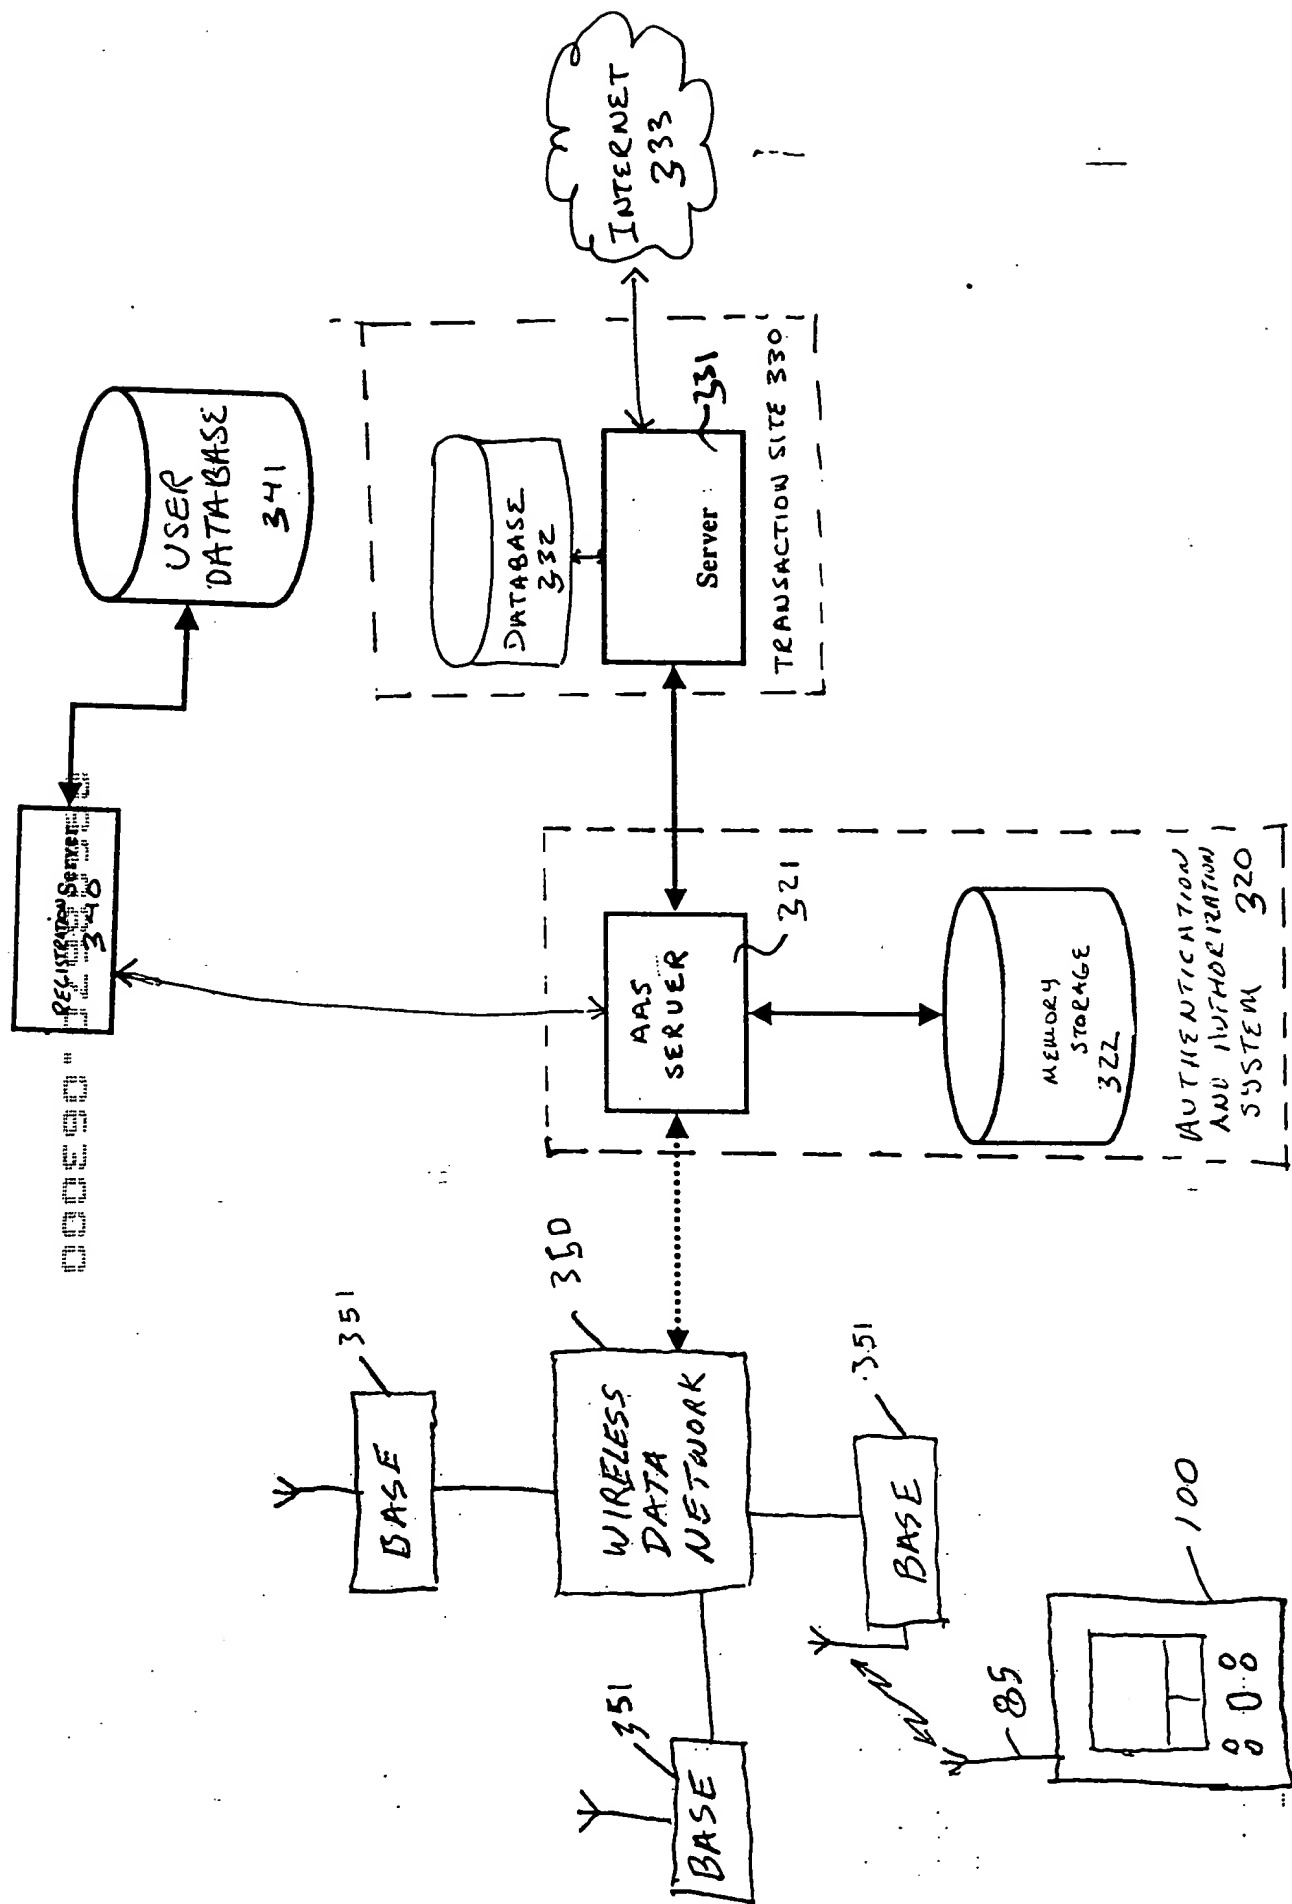 REGISTRATION Server
340
USER
DATABASE
341
DATABASE
332
Server
331
TRANSACTION SITE 330
INTERNET
333
AAS
SERVER
321
MEMORY
STORAGE
322
AUTHENTICATION
AND AUTHORIZATION
SYSTEM 320
351
BASE
350
WIRELESS
DATA
NETWORK
351
BASE
351
BASE
85
100